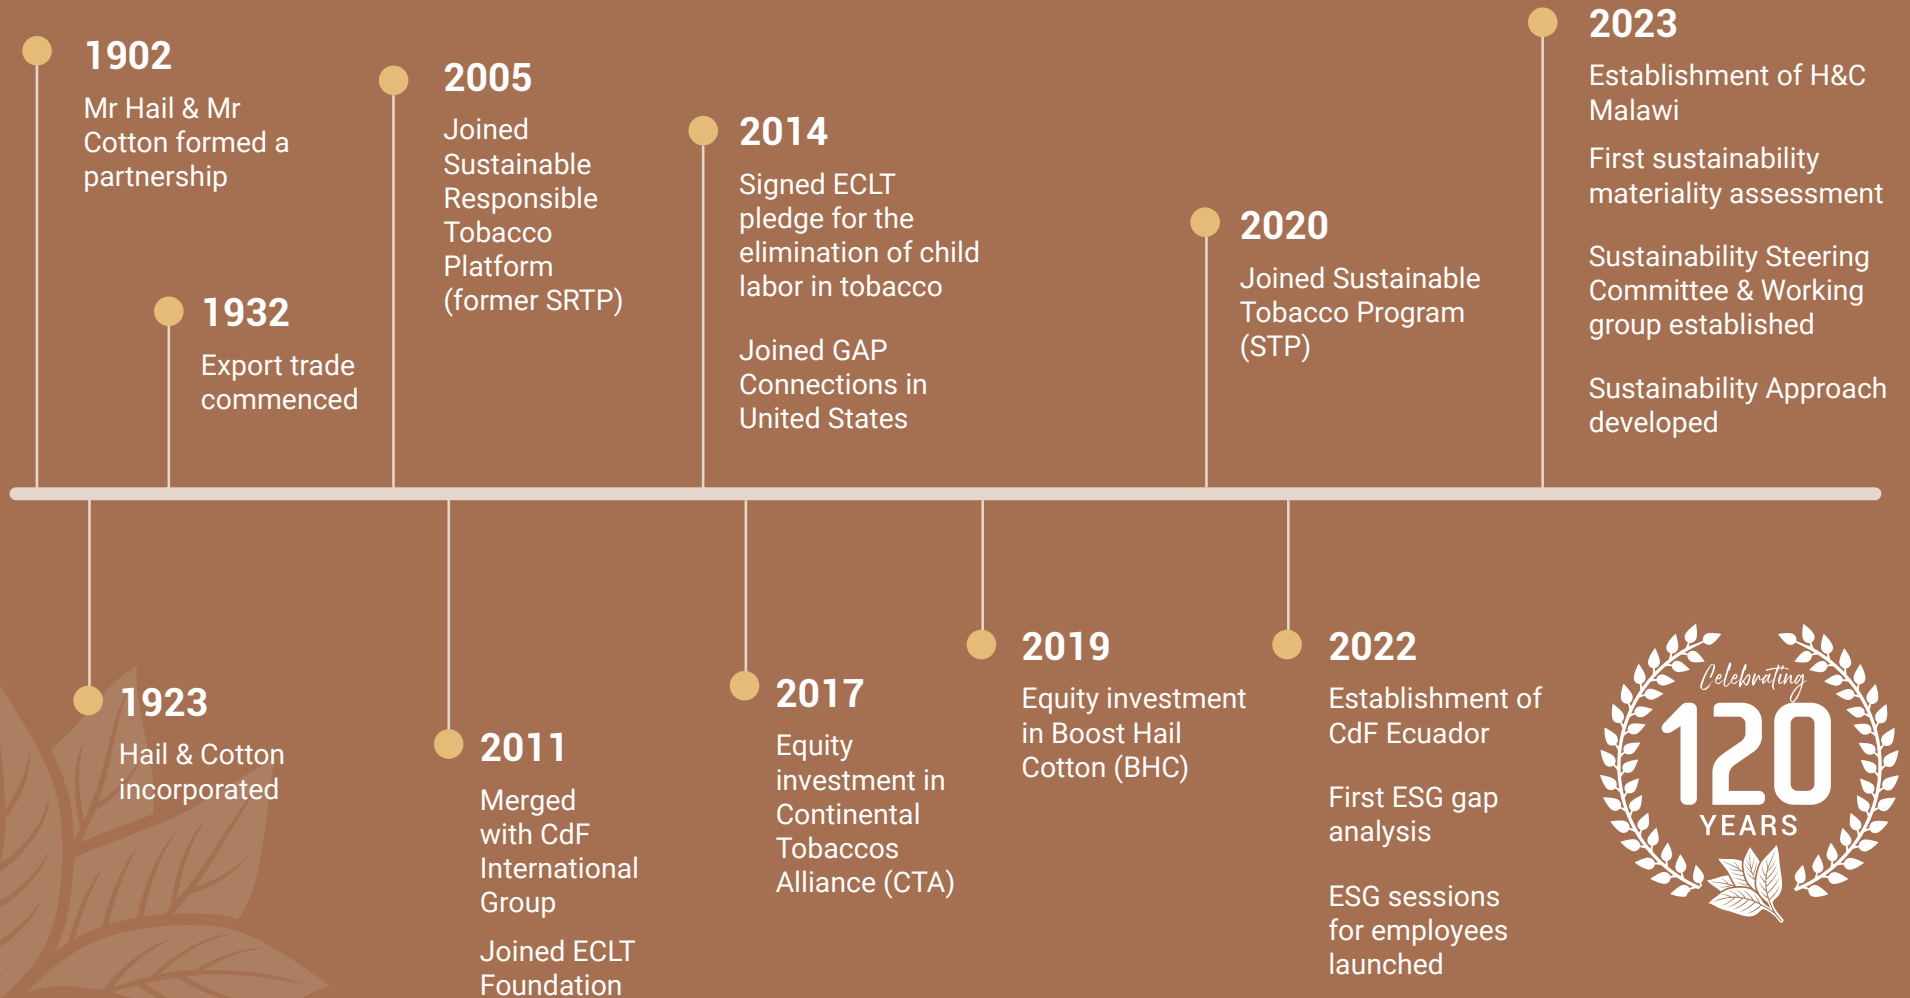 1902
Mr Hail & Mr
Cotton formed a
partnership
1932
Export trade
commenced
2005
Joined
Sustainable
Responsible
Tobacco
Platform
(former SRTP)
2014
Signed ECLT
pledge for the
elimination of child
labor in tobacco
Joined GAP
Connections in
United States
2020
Joined Sustainable
Tobacco Program
(STP)
2023
Establishment of H&C
Malawi
First sustainability
materiality assessment
Sustainability Steering
Committee & Working
group established
Sustainability Approach
developed
1923
Hail & Cotton
incorporated
2011
Merged
with CdF
International
Group
Joined ECLT
Foundation
2017
Equity
investment in
Continental
Tobaccos
Alliance (CTA)
2019
Equity investment
in Boost Hail
Cotton (BHC)
2022
Establishment of
CdF Ecuador
First ESG gap
analysis
ESG sessions
for employees
launched
Celebrating
120
YEARS